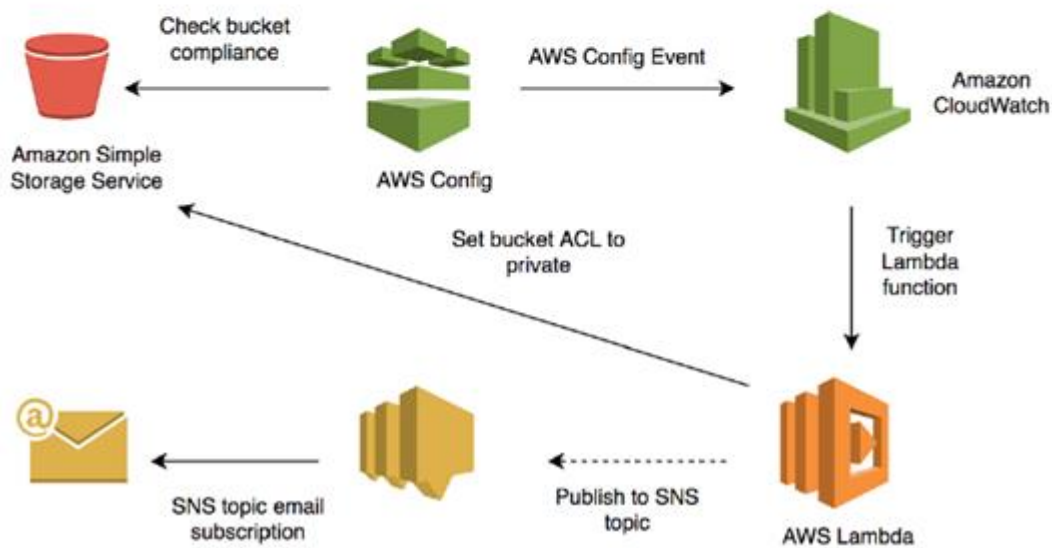 Check bucket
compliance
AWS Config Event
Amazon
CloudWatch
Amazon Simple
Storage Service
AWS Config
Set bucket ACL to
private
Trigger
Lambda
function
@
SNS topic email
subscription
Publish to SNS
topic
AWS Lambda